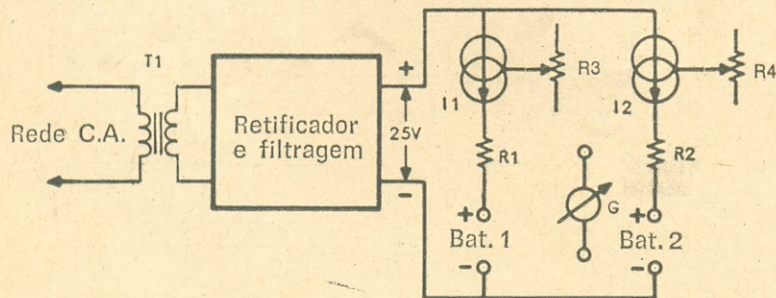 T1
Rede C.A.
Retificador
e filtragem
+
25V
-
I1
R3
R1
+
Bat. 1
-
G
I2
R4
R2
+
Bat. 2
-